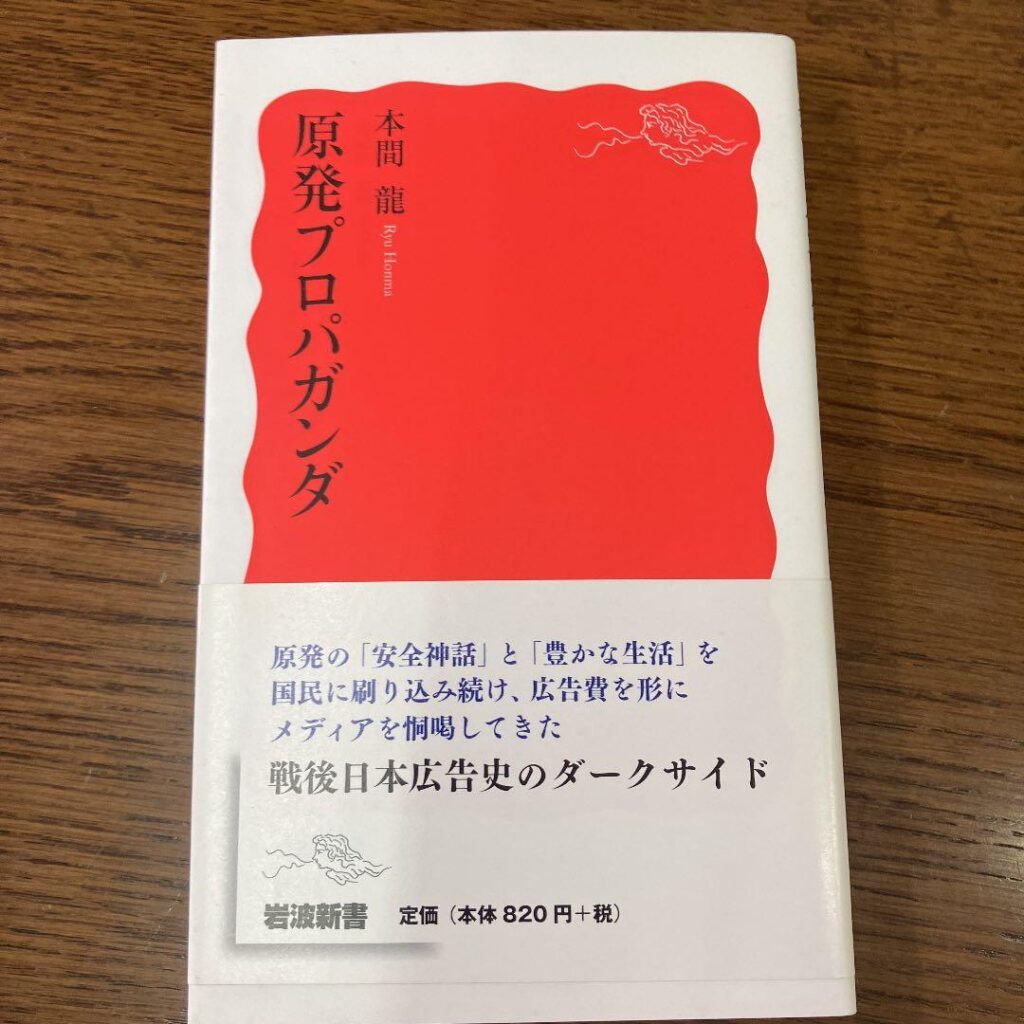 原発プロパガンダ
本間 龍
Ryu Honma
原発の「安全神話」と「豊かな生活」を
国民に刷り込み続け、広告費を形に
メディアを恫喝してきた
戦後日本広告史のダークサイド
岩波新書
定価（本体820円＋税）